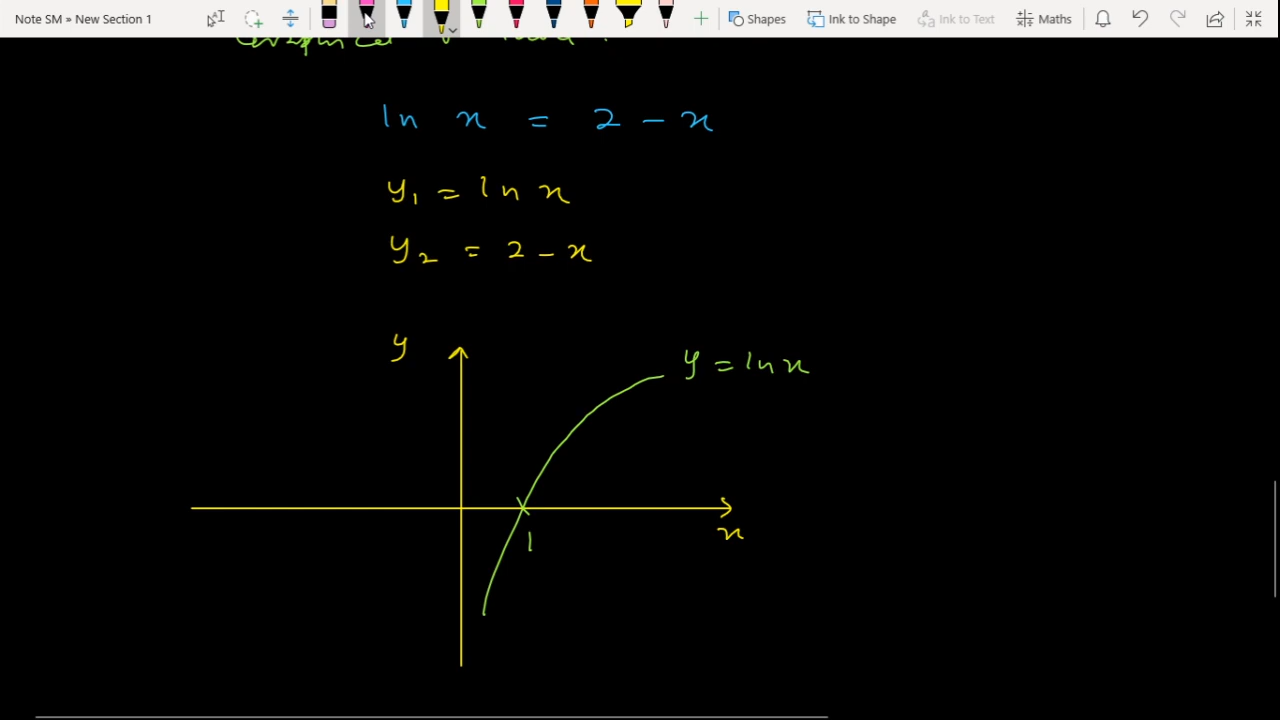 Note SM » New Section 1
Shapes
Ink to Shape
Ink to Text
Maths
ln x = 2 - x
y₁ = ln x
y₂ = 2 - x
y
y = ln x
1
x